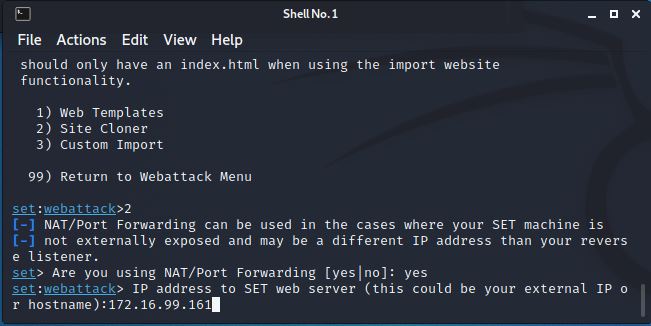 Shell No. 1
File Actions Edit View Help
should only have an index.html when using the import website
functionality.
1) Web Templates
2) Site Cloner
3) Custom Import
99) Return to Webattack Menu
set:webattack>2
[-] NAT/Port Forwarding can be used in the cases where your SET machine is
[-] not externally exposed and may be a different IP address than your revers
e listener.
set> Are you using NAT/Port Forwarding [yes|no]: yes
set:webattack> IP address to SET web server (this could be your external IP o
r hostname):172.16.99.161